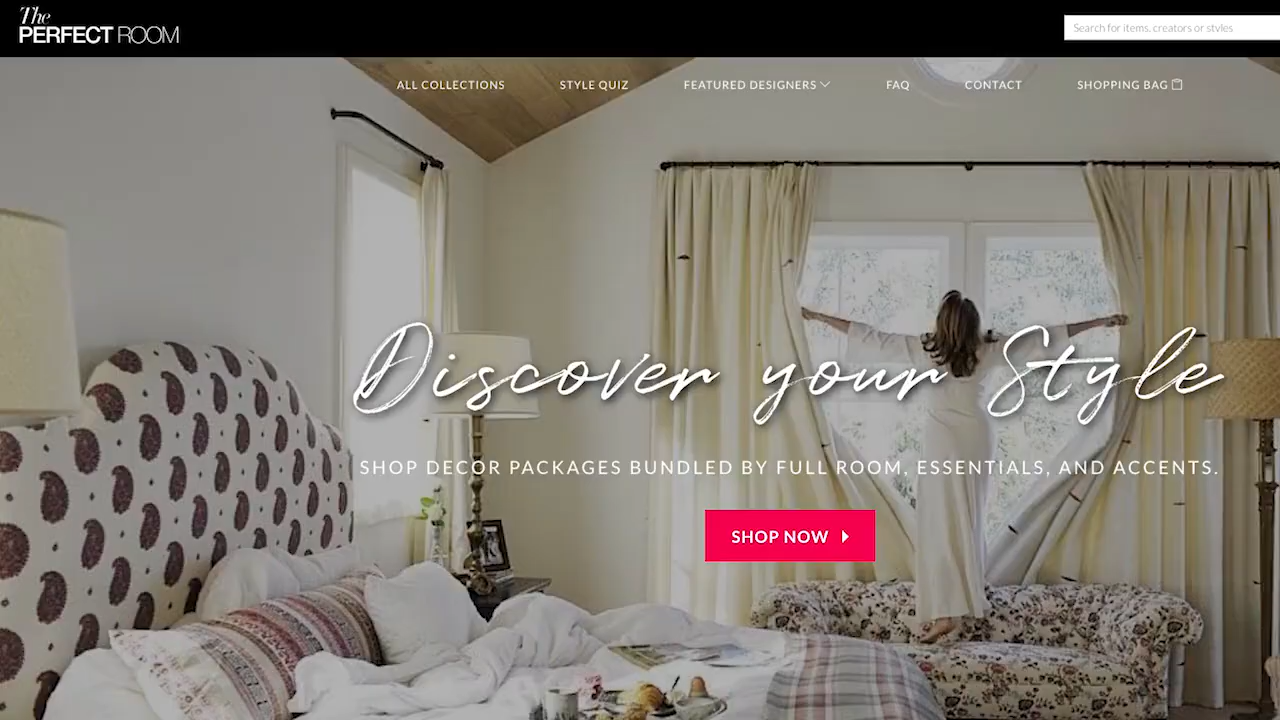 The
PERFECT ROOM
Search for items, creators or styles
ALL COLLECTIONS STYLE QUIZ FEATURED DESIGNERS FAQ CONTACT SHOPPING BAG
Discover your Style
SHOP DECOR PACKAGES BUNDLED BY FULL ROOM, ESSENTIALS, AND ACCENTS.
SHOP NOW